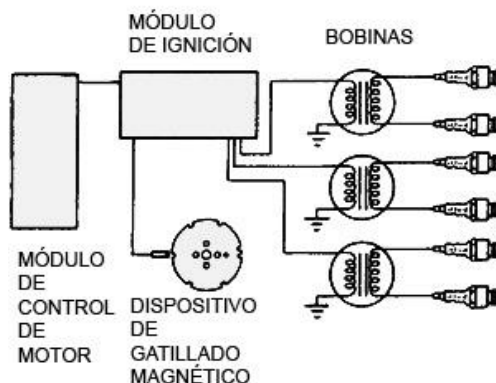 MÓDULO
DE IGNICIÓN
BOBINAS
MÓDULO
DE
CONTROL
DE
MOTOR
DISPOSITIVO
DE
GATILLADO
MAGNÉTICO